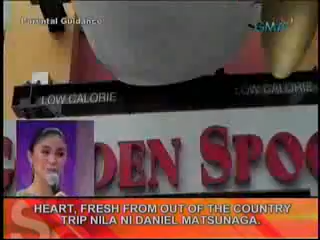 Parental Guidance
GMA
LOW CALORIE
LOW CALORIE
DEN SPOO
HEART, FRESH FROM OUT OF THE COUNTRY
TRIP NILA NI DANIEL MATSUNAGA.